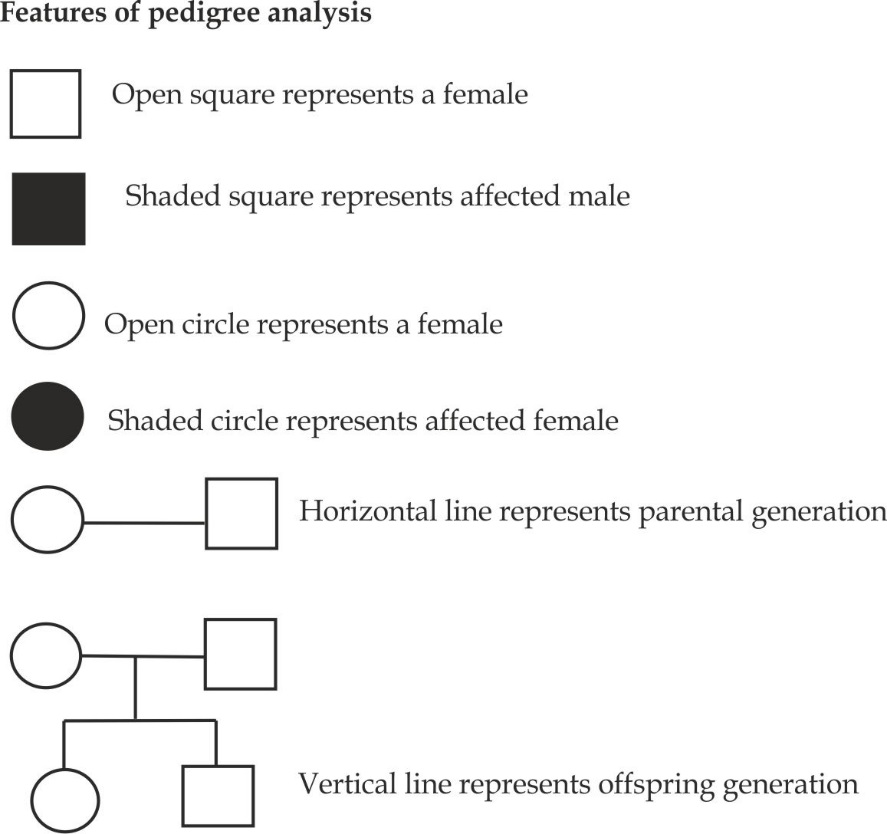 Features of pedigree analysis
Open square represents a female
Shaded square represents affected male
Open circle represents a female
Shaded circle represents affected female
Horizontal line represents parental generation
Vertical line represents offspring generation